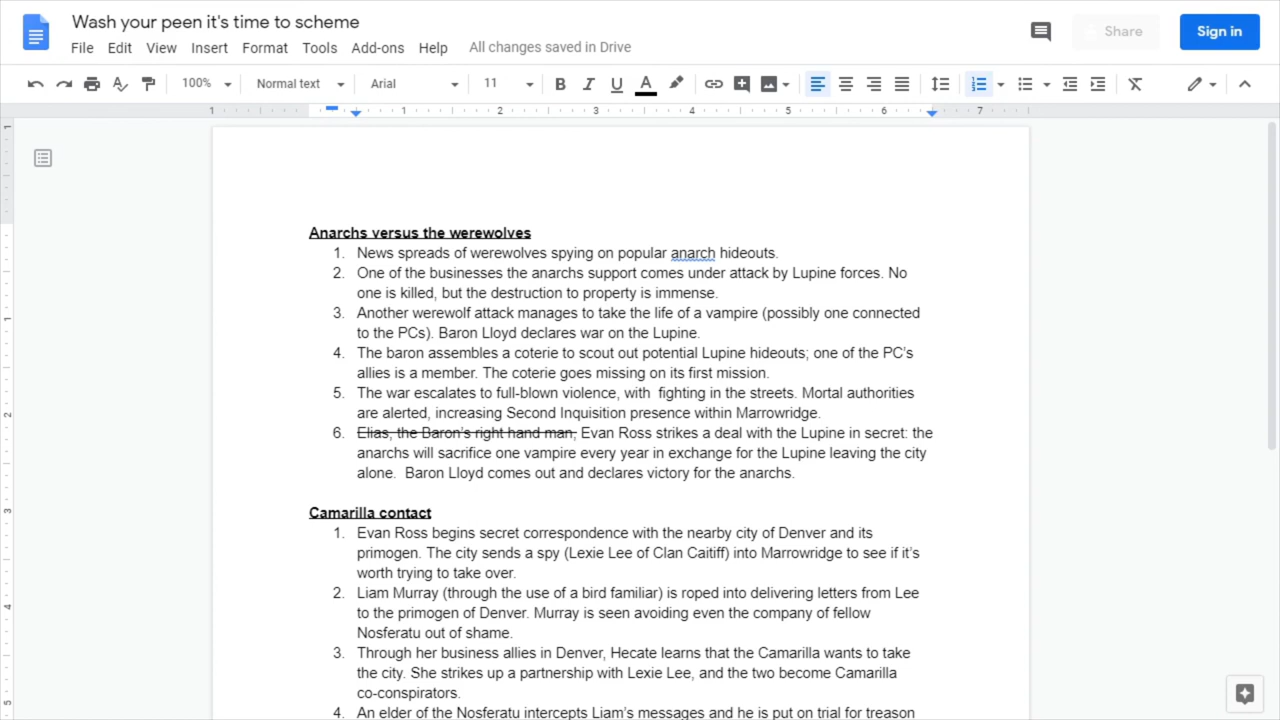 Wash your peen it's time to scheme
File Edit View Insert Format Tools Add-ons Help All changes saved in Drive
Share
Sign in
100% Normal text Arial 11 B I U A
1 1 2 3 4 5 6 7
Anarchs versus the werewolves
1. News spreads of werewolves spying on popular anarch hideouts.
2. One of the businesses the anarchs support comes under attack by Lupine forces. No
one is killed, but the destruction to property is immense.
3. Another werewolf attack manages to take the life of a vampire (possibly one connected
to the PCs). Baron Lloyd declares war on the Lupine.
4. The baron assembles a coterie to scout out potential Lupine hideouts; one of the PC's
allies is a member. The coterie goes missing on its first mission.
5. The war escalates to full-blown violence, with  fighting in the streets. Mortal authorities
are alerted, increasing Second Inquisition presence within Marrowridge.
6. Elias, the Baron's right hand man, Evan Ross strikes a deal with the Lupine in secret: the
anarchs will sacrifice one vampire every year in exchange for the Lupine leaving the city
alone.  Baron Lloyd comes out and declares victory for the anarchs.
Camarilla contact
1. Evan Ross begins secret correspondence with the nearby city of Denver and its
primogen. The city sends a spy (Lexie Lee of Clan Caitiff) into Marrowridge to see if it's
worth trying to take over.
2. Liam Murray (through the use of a bird familiar) is roped into delivering letters from Lee
to the primogen of Denver. Murray is seen avoiding even the company of fellow
Nosferatu out of shame.
3. Through her business allies in Denver, Hecate learns that the Camarilla wants to take
the city. She strikes up a partnership with Lexie Lee, and the two become Camarilla
co-conspirators.
4. An elder of the Nosferatu intercepts Liam's messages and he is put on trial for treason
1
1
2
3
4
5